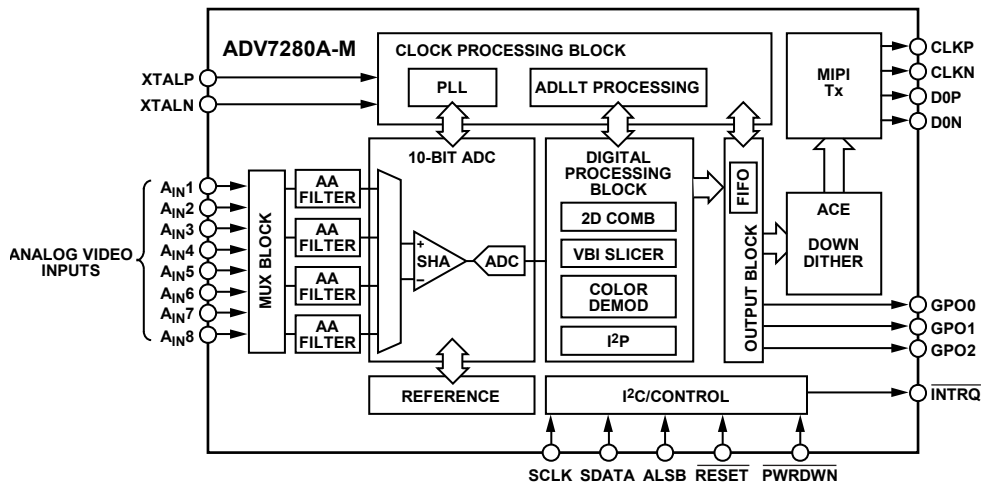 ADV7280A-M
CLOCK PROCESSING BLOCK
PLL
ADLLT PROCESSING
XTALP
XTALN
MIPI
Tx
CLKP
CLKN
D0P
D0N
10-BIT ADC
DIGITAL
PROCESSING
BLOCK
2D COMB
VBI SLICER
COLOR
DEMOD
I2P
FIFO
OUTPUT BLOCK
ACE
DOWN
DITHER
ANALOG VIDEO
INPUTS
AIN1
AIN2
AIN3
AIN4
AIN5
AIN6
AIN7
AIN8
MUX BLOCK
AA
FILTER
AA
FILTER
AA
FILTER
AA
FILTER
+
SHA
–
ADC
REFERENCE
I2C/CONTROL
GPO0
GPO1
GPO2
INTRQ
SCLK
SDATA
ALSB
RESET
PWRDWN